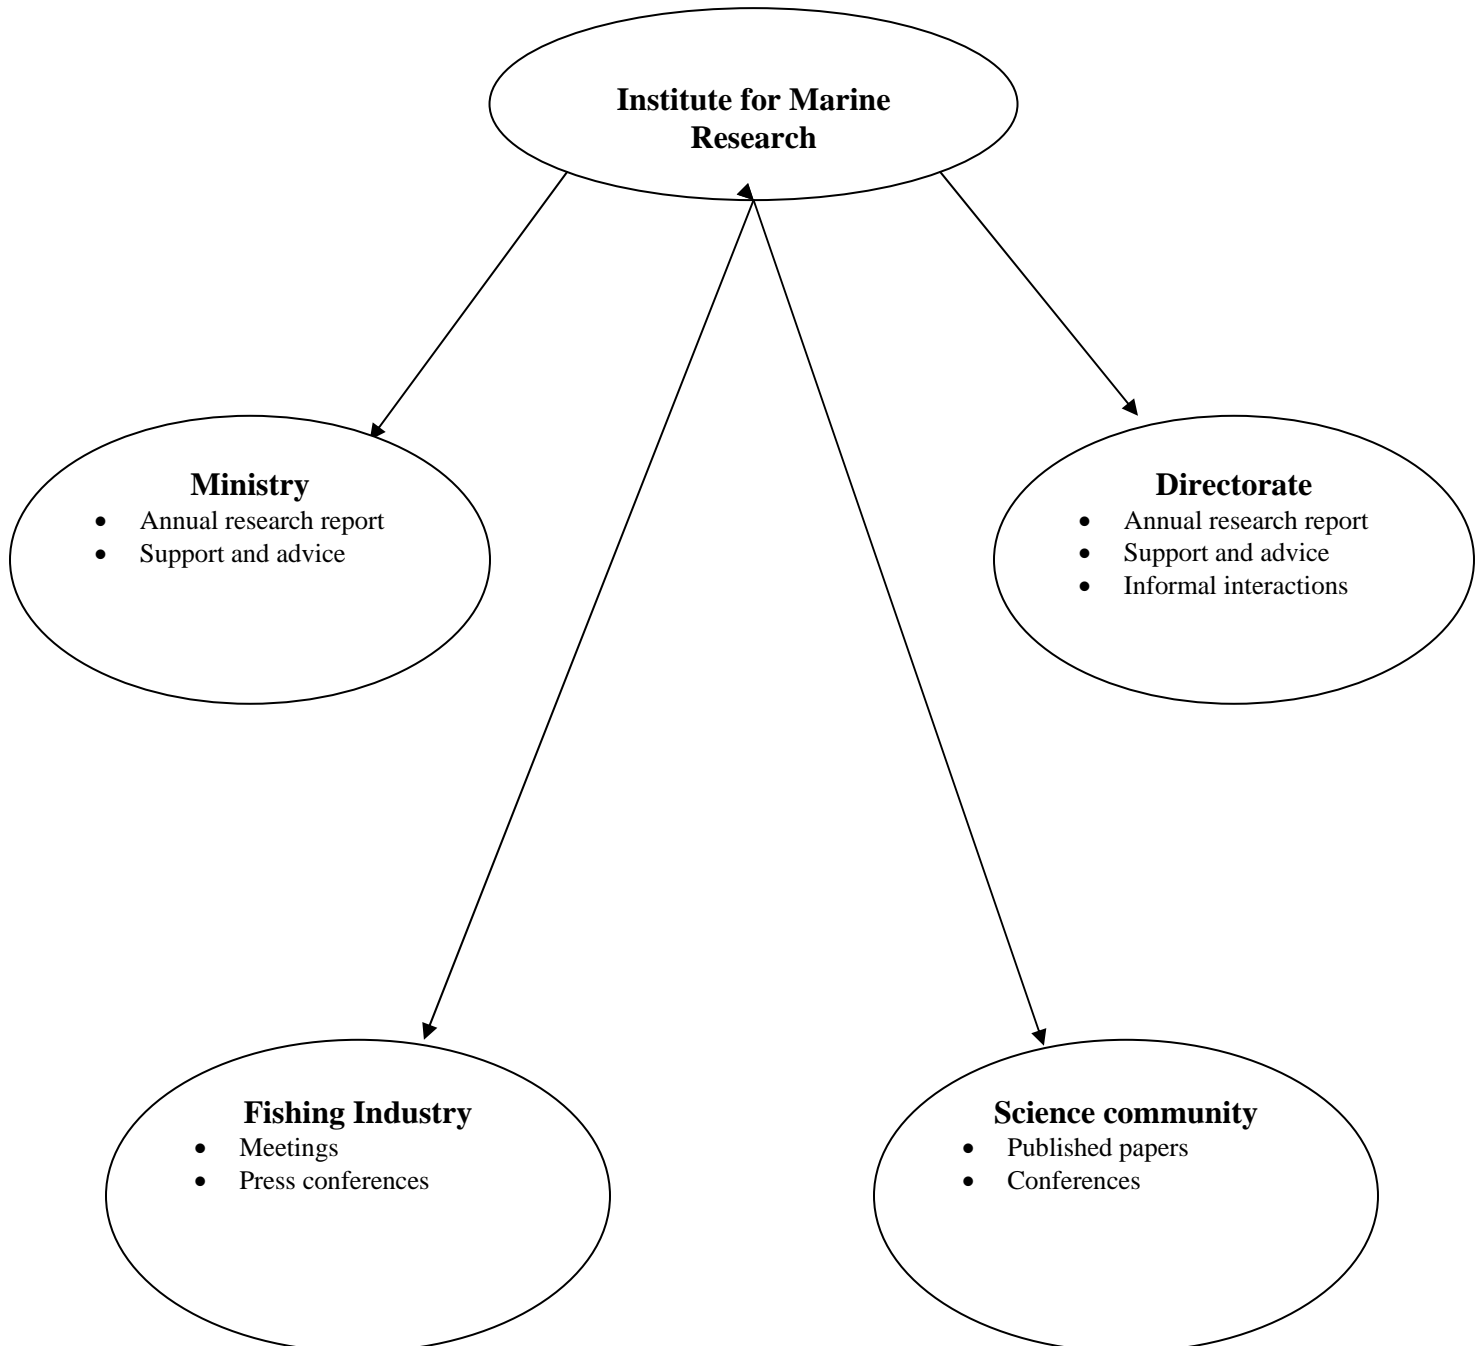 Institute for Marine
Research
Ministry
• Annual research report
• Support and advice
Directorate
• Annual research report
• Support and advice
• Informal interactions
Fishing Industry
• Meetings
• Press conferences
Science community
• Published papers
• Conferences